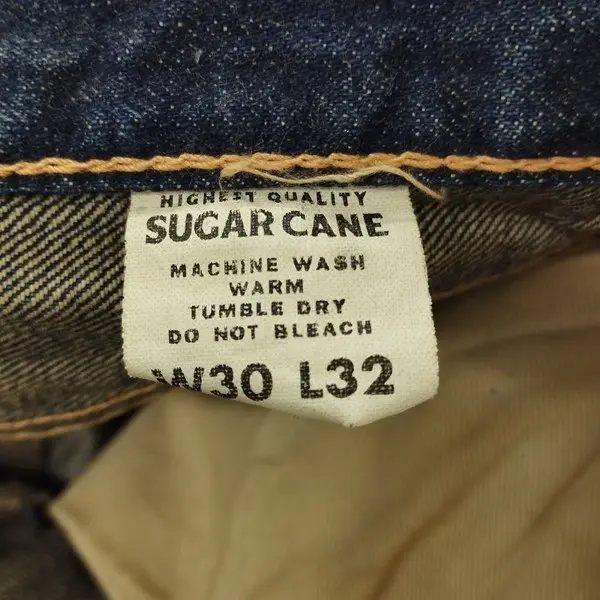 HIGHEST QUALITY
SUGAR CANE
MACHINE WASH
WARM
TUMBLE DRY
DO NOT BLEACH
W30 L32